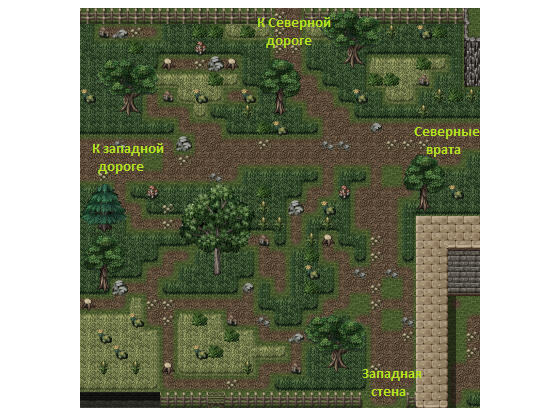 К Северной
дороге
Северные
врата
К западной
дороге
Западная
стена